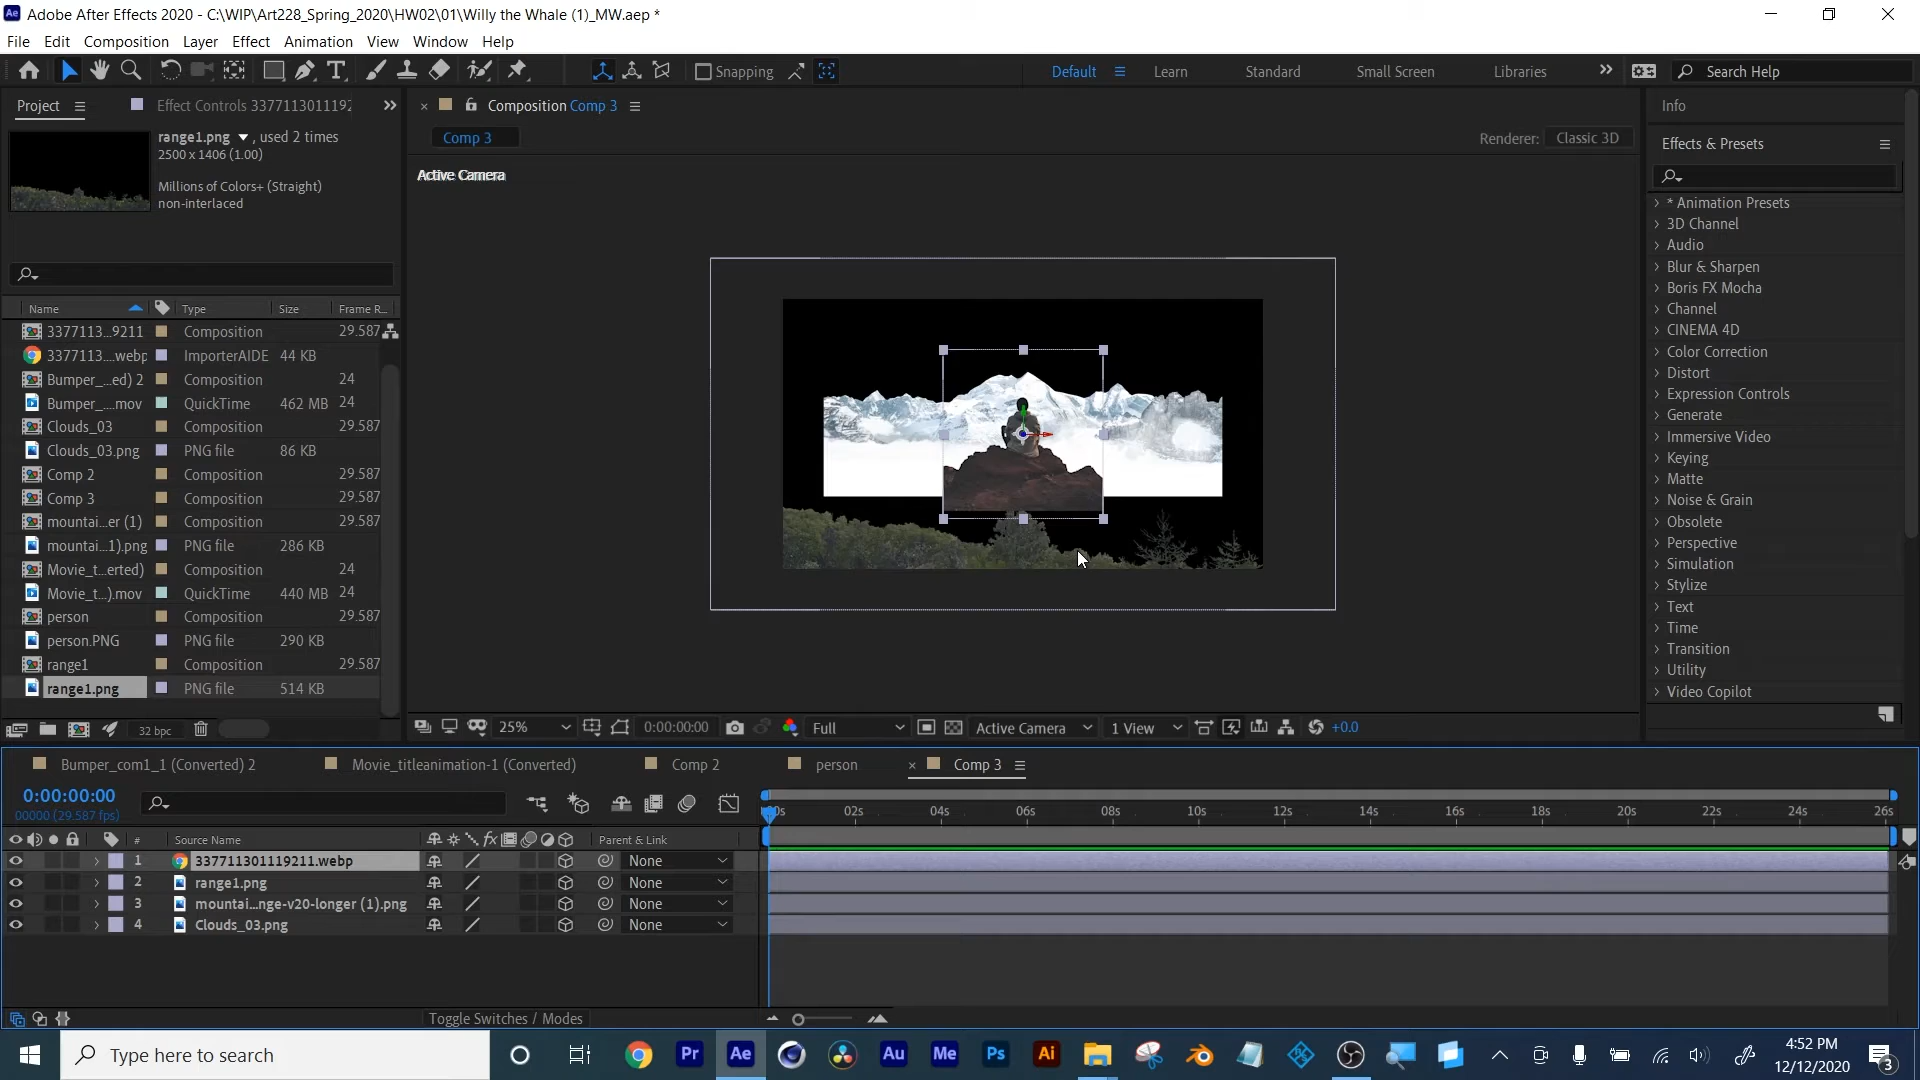 Adobe After Effects 2020 - C:\WIP\Art228_Spring_2020\HW02\01\Willy the Whale (1)_MW.aep *
File Edit Composition Layer Effect Animation View Window Help
Snapping Default Learn Standard Small Screen Libraries Search Help
Project Effect Controls 3377113011192 Composition Comp 3 Info
range1.png , used 2 times
2500 x 1406 (1.00)
Millions of Colors+ (Straight)
non-interlaced
Comp 3 Renderer: Classic 3D
Active Camera
Effects & Presets
* Animation Presets
3D Channel
Audio
Blur & Sharpen
Boris FX Mocha
Channel
CINEMA 4D
Color Correction
Distort
Expression Controls
Generate
Immersive Video
Keying
Matte
Noise & Grain
Obsolete
Perspective
Simulation
Stylize
Text
Time
Transition
Utility
Video Copilot
Name Type Size Frame R...
3377113...9211 Composition 29.587
3377113....webp ImporterAIDE 44 KB
Bumper_...ed) 2 Composition 24
Bumper_....mov QuickTime 462 MB 24
Clouds_03 Composition 29.587
Clouds_03.png PNG file 86 KB
Comp 2 Composition 29.587
Comp 3 Composition 29.587
mountai...er (1) Composition 29.587
mountai...1).png PNG file 286 KB
Movie_t...erted) Composition 24
Movie_t...).mov QuickTime 440 MB 24
person Composition 29.587
person.PNG PNG file 290 KB
range1 Composition 29.587
range1.png PNG file 514 KB
32 bpc
25% 0:00:00:00 Full Active Camera 1 View +0.0
Bumper_com1_1 (Converted) 2 Movie_titleanimation-1 (Converted) Comp 2 person × Comp 3
0:00:00:00
00000 (29.587 fps)
00s 02s 04s 06s 08s 10s 12s 14s 16s 18s 20s 22s 24s 26s
# Source Name Parent & Link
1 337711301119211.webp None
2 range1.png None
3 mountai...nge-v20-longer (1).png None
4 Clouds_03.png None
Toggle Switches / Modes
Type here to search
Pr Ae Au Me Ps Ai
4:52 PM
12/12/2020
3